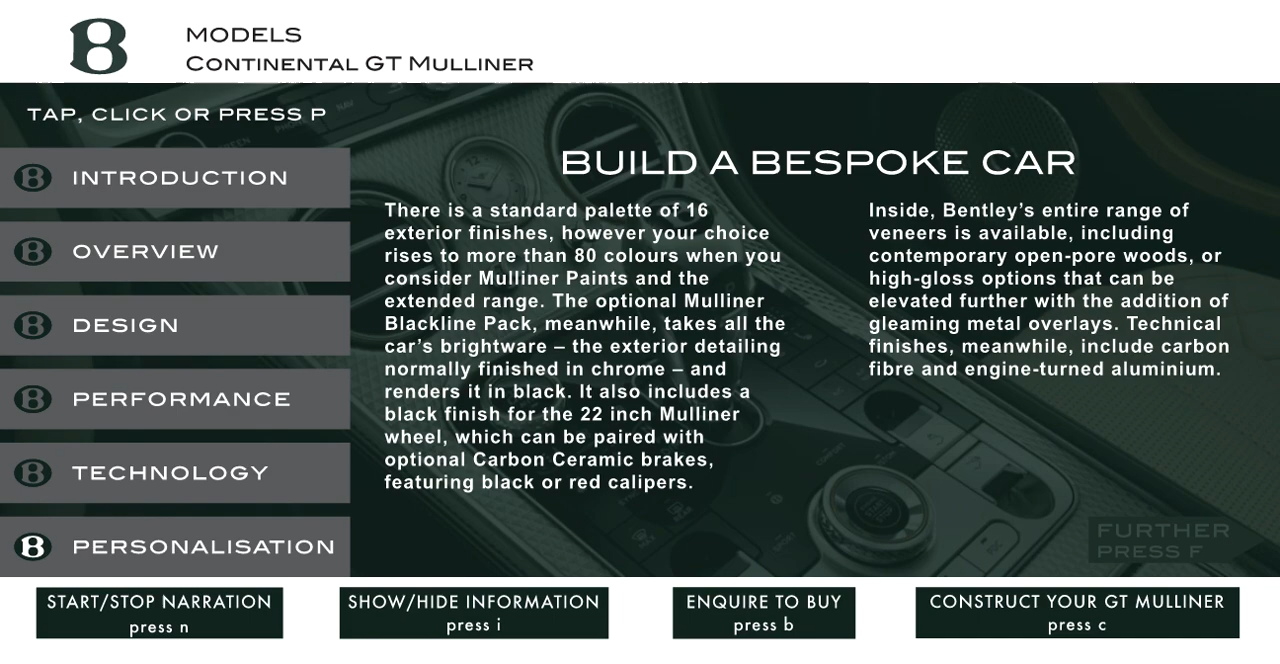 B
MODELS
CONTINENTAL GT MULLINER
TAP, CLICK OR PRESS P
B INTRODUCTION
B OVERVIEW
B DESIGN
B PERFORMANCE
B TECHNOLOGY
B PERSONALISATION
BUILD A BESPOKE CAR
There is a standard palette of 16
exterior finishes, however your choice
rises to more than 80 colours when you
consider Mulliner Paints and the
extended range. The optional Mulliner
Blackline Pack, meanwhile, takes all the
car’s brightware – the exterior detailing
normally finished in chrome – and
renders it in black. It also includes a
black finish for the 22 inch Mulliner
wheel, which can be paired with
optional Carbon Ceramic brakes,
featuring black or red calipers.
Inside, Bentley’s entire range of
veneers is available, including
contemporary open-pore woods, or
high-gloss options that can be
elevated further with the addition of
gleaming metal overlays. Technical
finishes, meanwhile, include carbon
fibre and engine-turned aluminium.
FURTHER
PRESS F
START/STOP NARRATION
press n
SHOW/HIDE INFORMATION
press i
ENQUIRE TO BUY
press b
CONSTRUCT YOUR GT MULLINER
press c